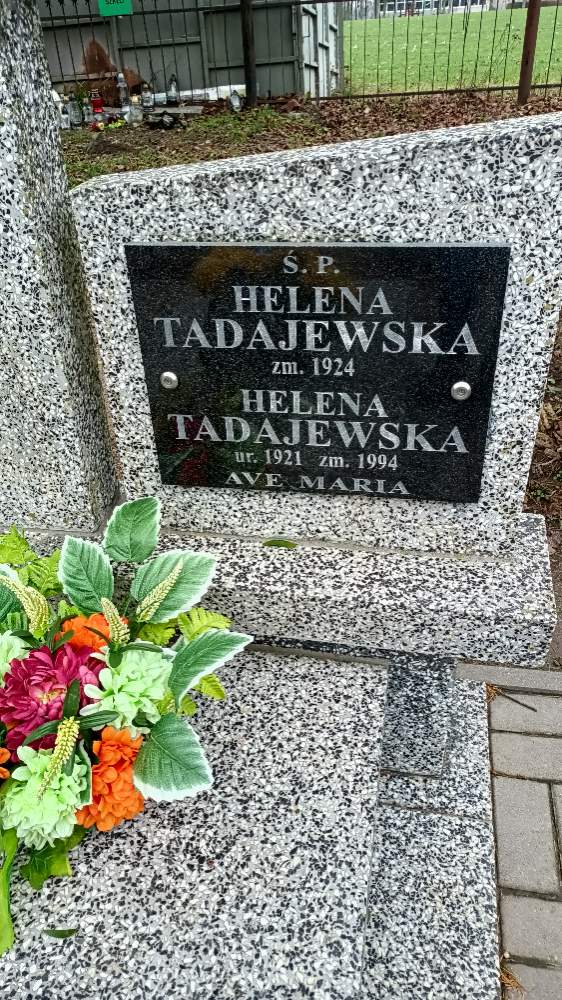 Ś. P.
HELENA
TADAJEWSKA
zm. 1924
HELENA
TADAJEWSKA
ur. 1921 zm. 1994
AVE MARIA